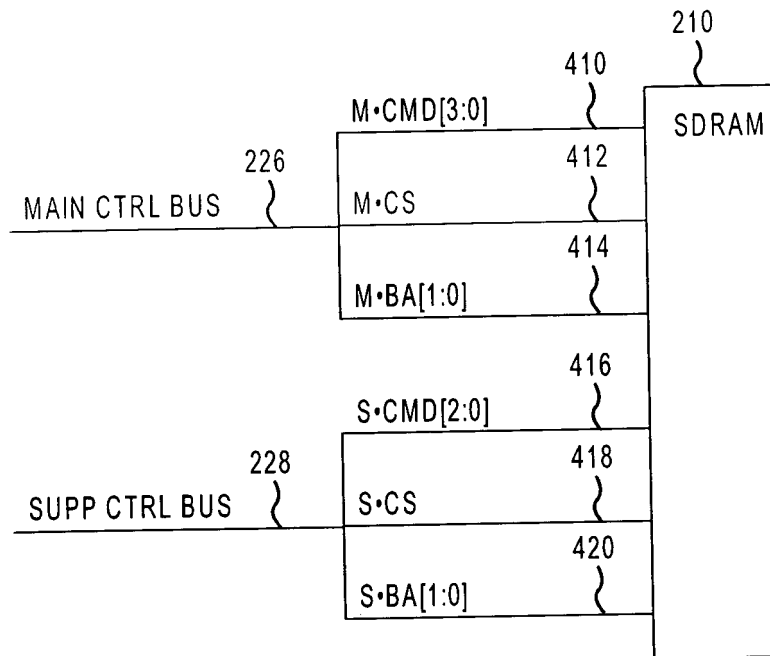 210
410
M•CMD[3:0]
SDRAM
226
412
MAIN CTRL BUS
M•CS
414
M•BA[1:0]
416
S•CMD[2:0]
228
418
SUPP CTRL BUS
S•CS
420
S•BA[1:0]